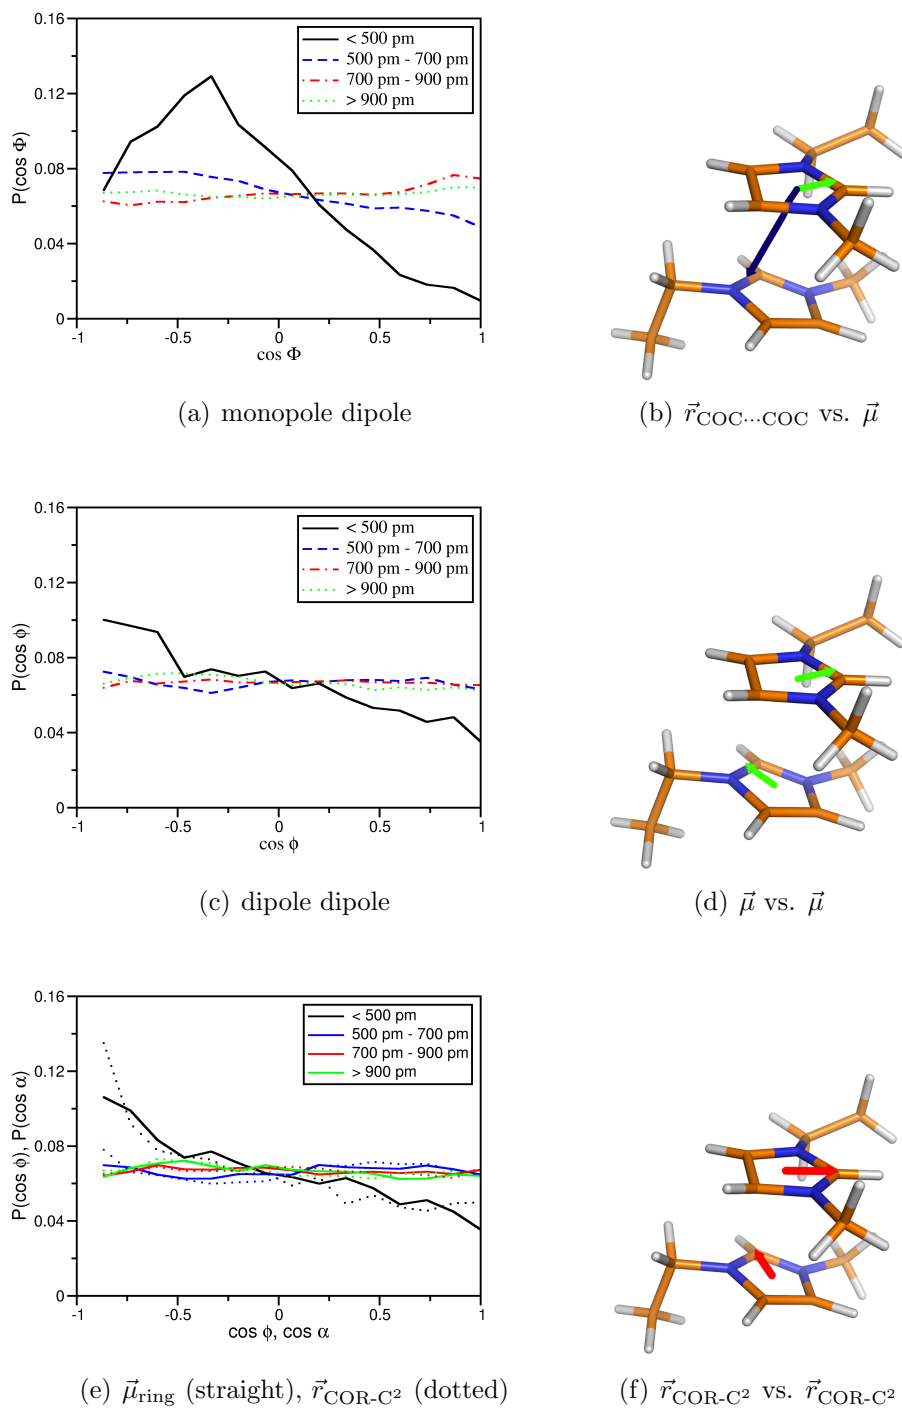 0.16
0.12
0.08
0.04
0
P(cos Φ)
-1 -0.5 0 0.5 1
cos Φ
< 500 pm
500 pm - 700 pm
700 pm - 900 pm
> 900 pm
(a) monopole dipole
(b) r⃗COC···COC vs. μ⃗
0.16
0.12
0.08
0.04
0
P(cos ϕ)
-1 -0.5 0 0.5 1
cos ϕ
< 500 pm
500 pm - 700 pm
700 pm - 900 pm
> 900 pm
(c) dipole dipole
(d) μ⃗ vs. μ⃗
0.16
0.12
0.08
0.04
0
P(cos ϕ), P(cos α)
-1 -0.5 0 0.5 1
cos ϕ, cos α
< 500 pm
500 pm - 700 pm
700 pm - 900 pm
> 900 pm
(e) μ⃗ring (straight), r⃗COR-C² (dotted)
(f) r⃗COR-C² vs. r⃗COR-C²